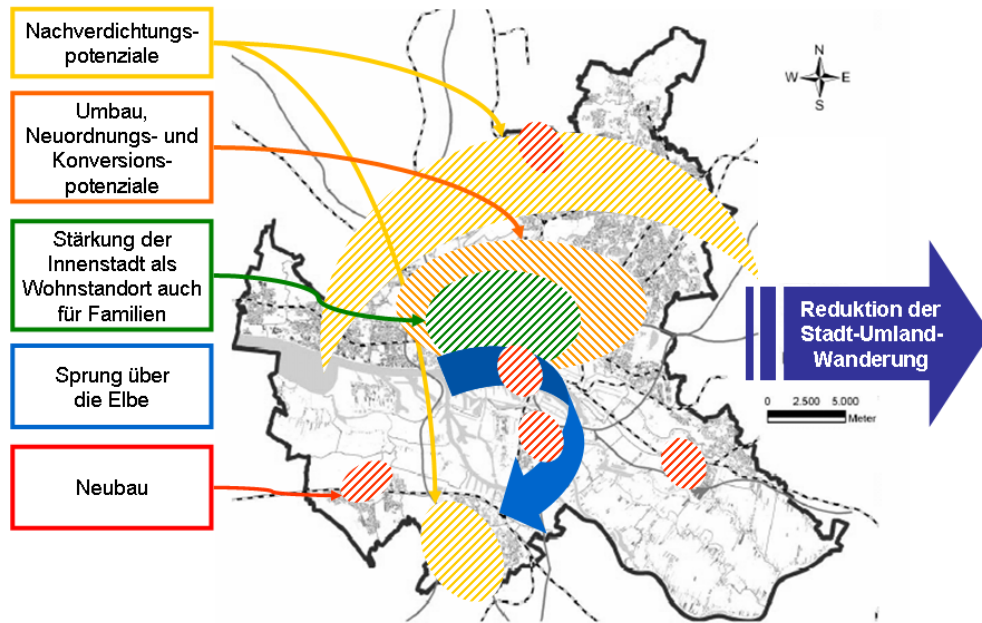 Nachverdichtungs-
potenziale
Umbau,
Neuordnungs- und
Konversions-
potenziale
Stärkung der
Innenstadt als
Wohnstandort auch
für Familien
Sprung über
die Elbe
Neubau
N
W E
S
Reduktion der
Stadt-Umland-
Wanderung
0 2.500 5.000
Meter